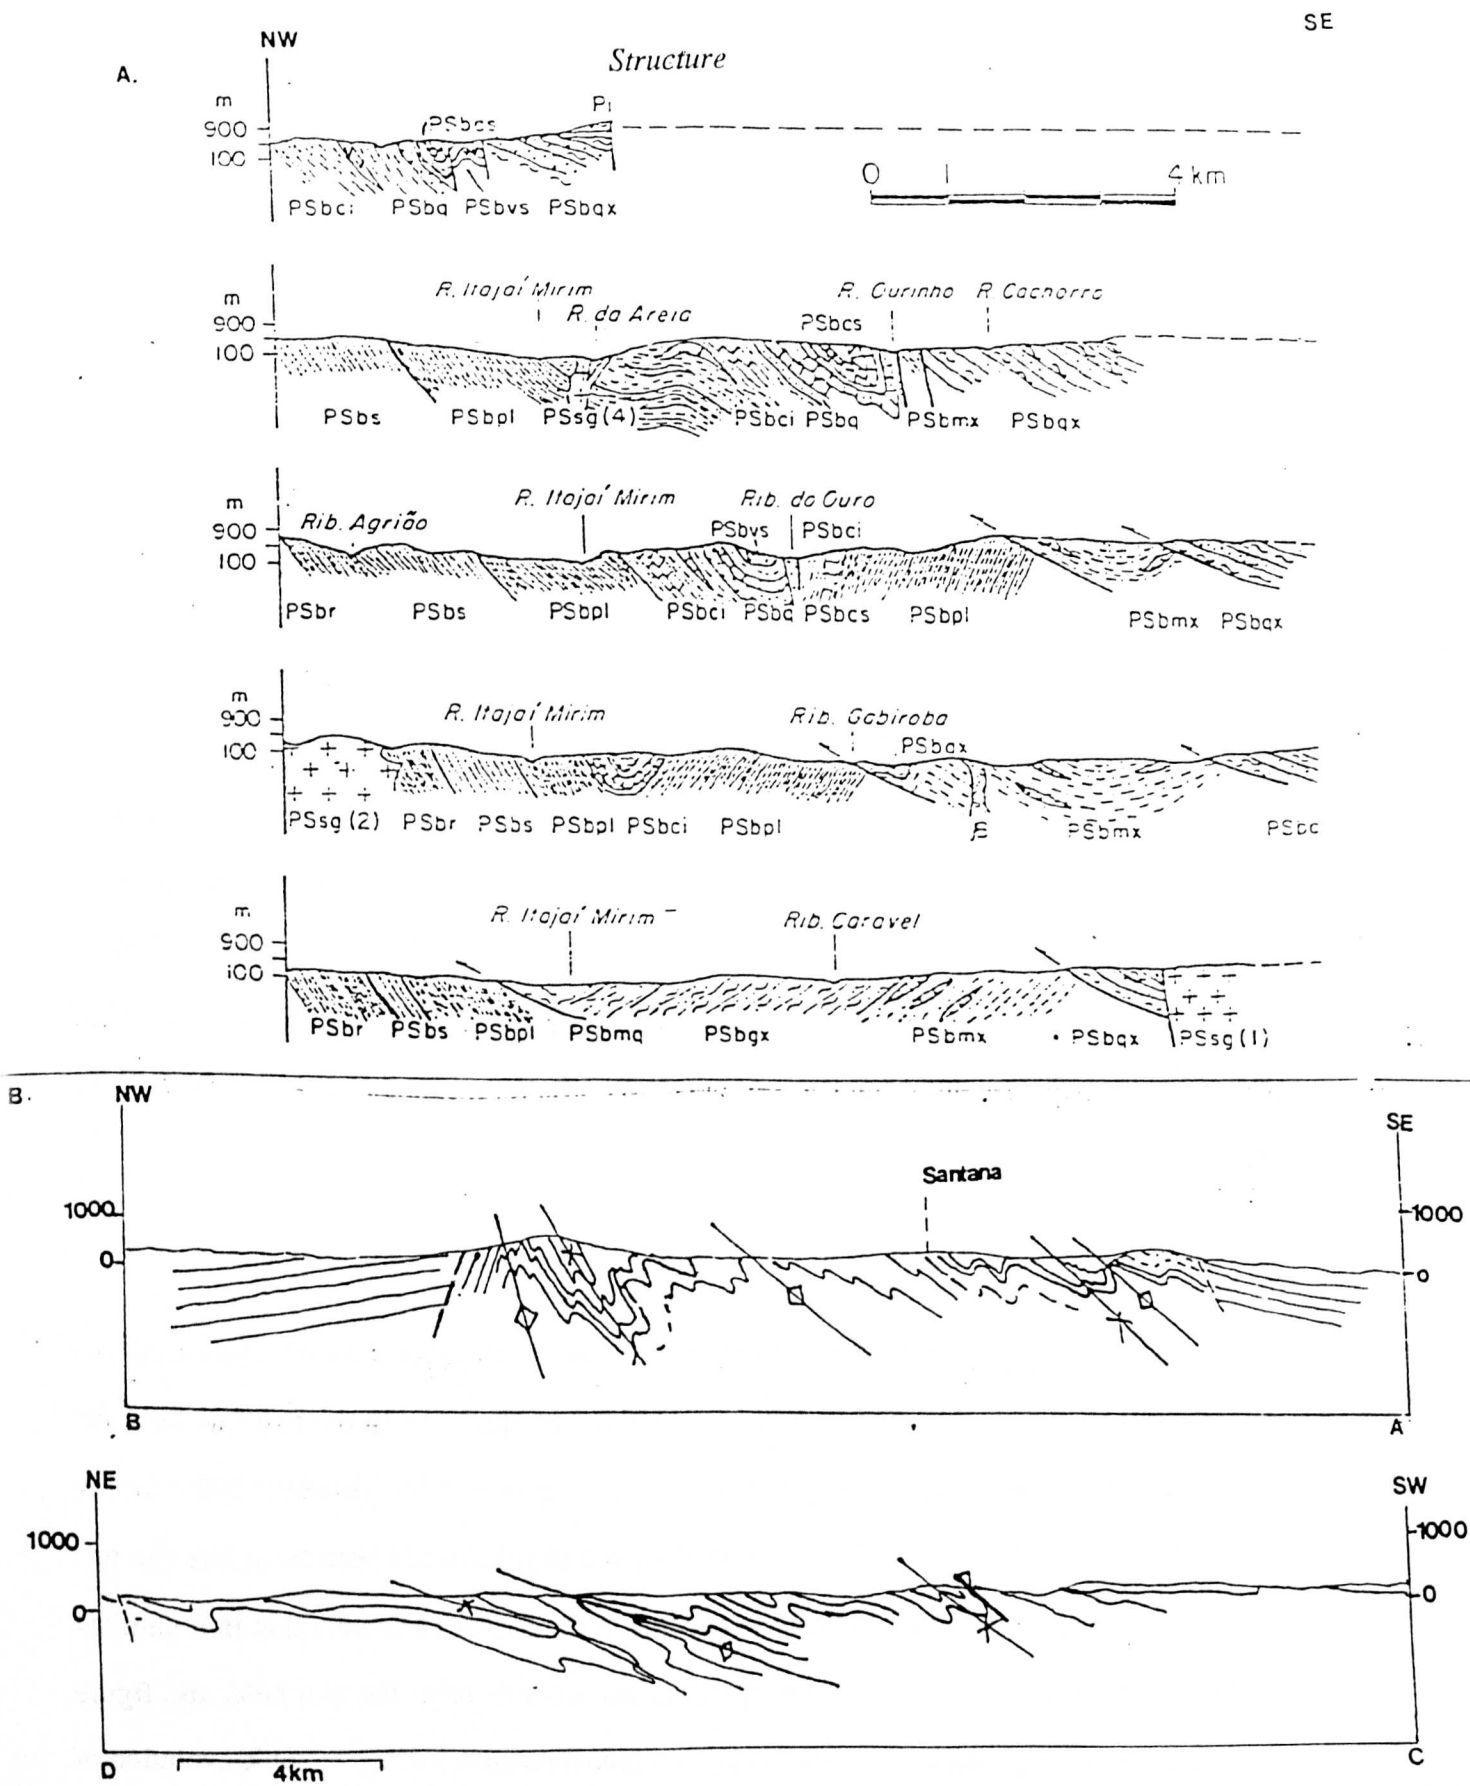 NW
SE
A.
Structure
m
900
100
PSbcs
PSbci PSbq PSbvs PSbqx
0 1 4 km
R. Itajaí Mirim
R. da Areia
R. Ourinho R. Cachorro
m
900
100
PSbcs
PSbs PSbpl PSsg(4) PSbci PSbq PSbmx PSbqx
R. Itajaí Mirim Rib. do Ouro
m
Rib. Agrião
PSbvs PSbci
900
100
PSbr PSbs PSbpl PSbci PSbq PSbcs PSbpl PSbmx PSbqx
m
R. Itajaí Mirim Rib. Gabiroba
900
100
PSbqx
PSsg(2) PSbr PSbs PSbpl PSbci PSbpl PSbmx
m
R. Itajaí Mirim Rib. Caravel
900
100
PSbr PSbs PSbpl PSbmq PSbgx PSbmx PSbqx PSsg(1)
B.
NW
SE
Santana
1000 1000
0 0
B A
NE SW
1000 1000
0 0
D C
4km